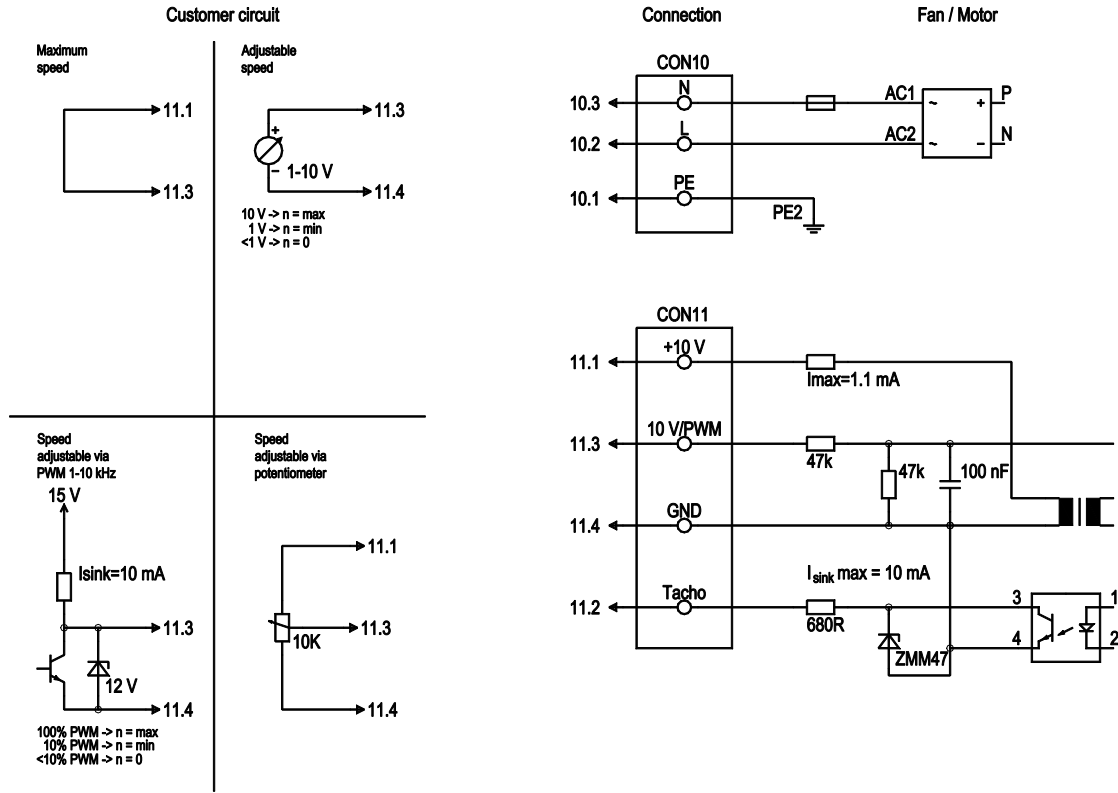 Customer circuit
Maximum
speed
11.1
11.3
Adjustable
speed
11.3
+
–
1-10 V
11.4
10 V -> n = max
1 V -> n = min
<1 V -> n = 0
Speed
adjustable via
PWM 1-10 kHz
15 V
Isink=10 mA
11.3
12 V
11.4
100% PWM -> n = max
10% PWM -> n = min
<10% PWM -> n = 0
Speed
adjustable via
potentiometer
11.1
11.3
10K
11.4
Connection
Fan / Motor
CON10
10.3
N
AC1
~
+
P
10.2
L
AC2
~
–
N
10.1
PE
PE2
CON11
11.1
+10 V
Imax=1.1 mA
11.3
10 V/PWM
47k
47k
100 nF
11.4
GND
11.2
Tacho
Isink max = 10 mA
680R
ZMM47
3
4
1
2